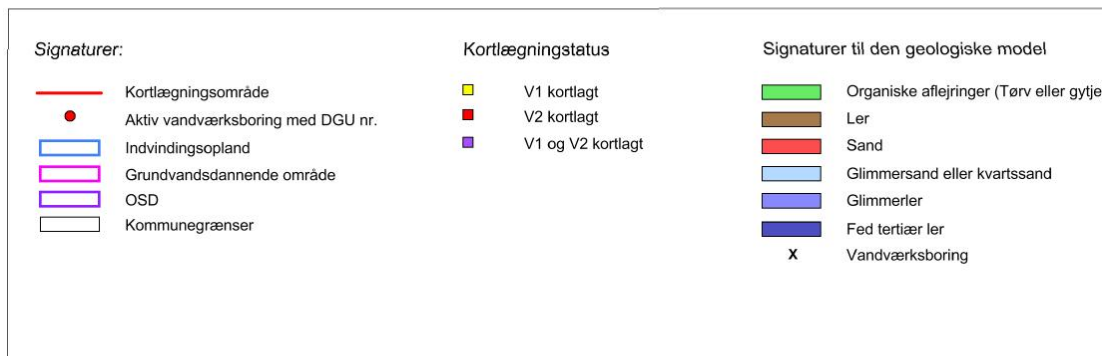 Signaturer:
Kortlægningsområde
Aktiv vandværksboring med DGU nr.
Indvindingsopland
Grundvandsdannende område
OSD
Kommunegrænser
Kortlægningstatus
V1 kortlagt
V2 kortlagt
V1 og V2 kortlagt
Signaturer til den geologiske model
Organiske aflejringer (Tørv eller gytje
Ler
Sand
Glimmersand eller kvartssand
Glimmerler
Fed tertiær ler
X Vandværksboring